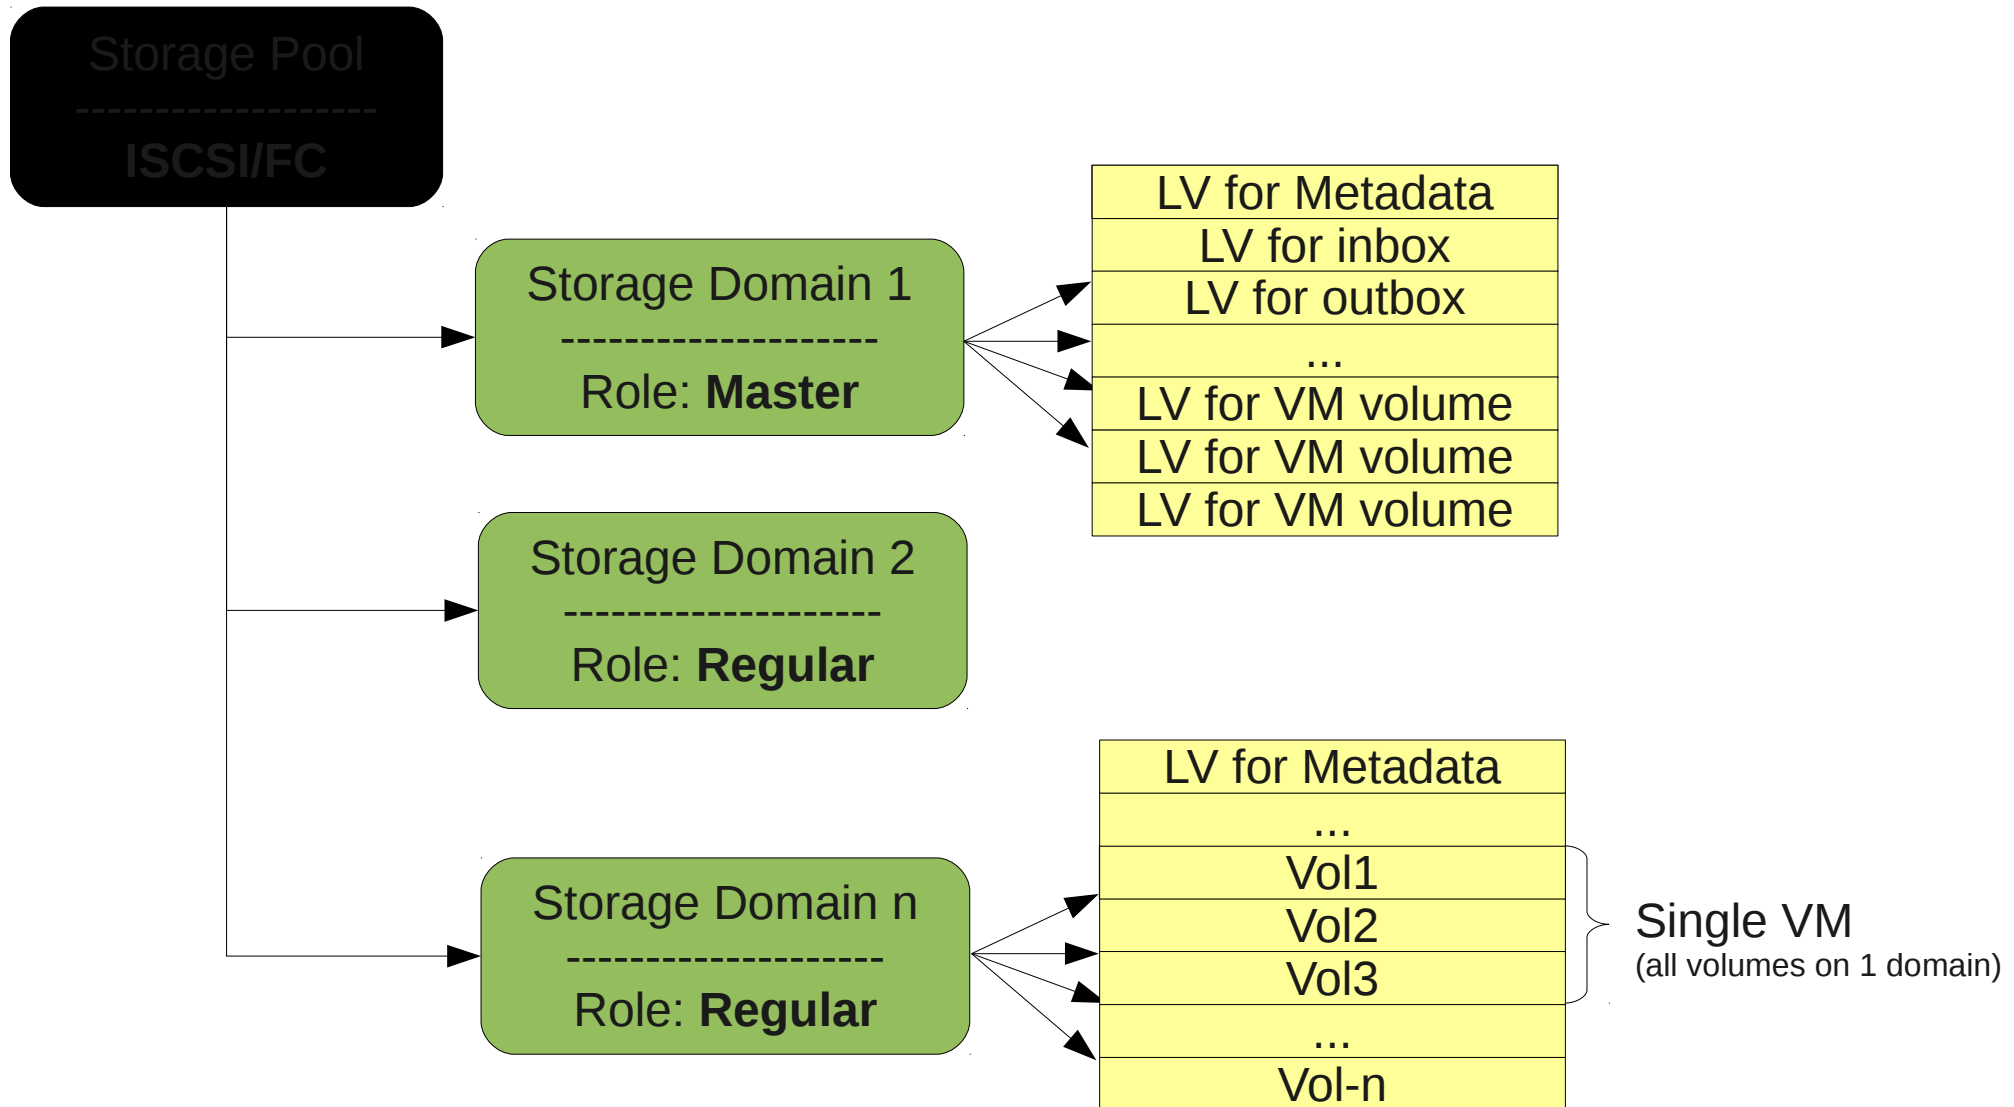 Storage Pool
-------------------
ISCSI/FC
Storage Domain 1
--------------------
Role: Master
LV for Metadata
LV for inbox
LV for outbox
...
LV for VM volume
LV for VM volume
LV for VM volume
Storage Domain 2
--------------------
Role: Regular
Storage Domain n
--------------------
Role: Regular
LV for Metadata
...
Vol1
Vol2
Vol3
...
Vol-n
Single VM
(all volumes on 1 domain)